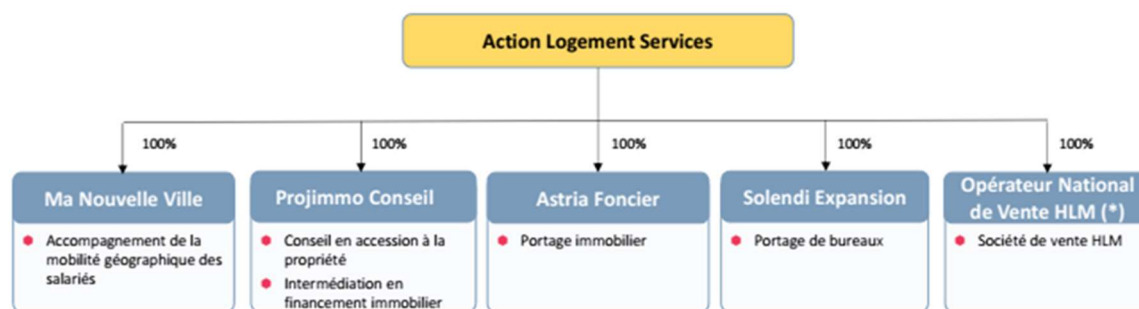 Action Logement Services
100%
100%
100%
100%
100%
Ma Nouvelle Ville
Accompagnement de la
mobilité géographique des
salariés
Projimmo Conseil
Conseil en accession à la
propriété
Intermédiation en
financement immobilier
Astria Foncier
Portage immobilier
Solendi Expansion
Portage de bureaux
Opérateur National
de Vente HLM (*)
Société de vente HLM